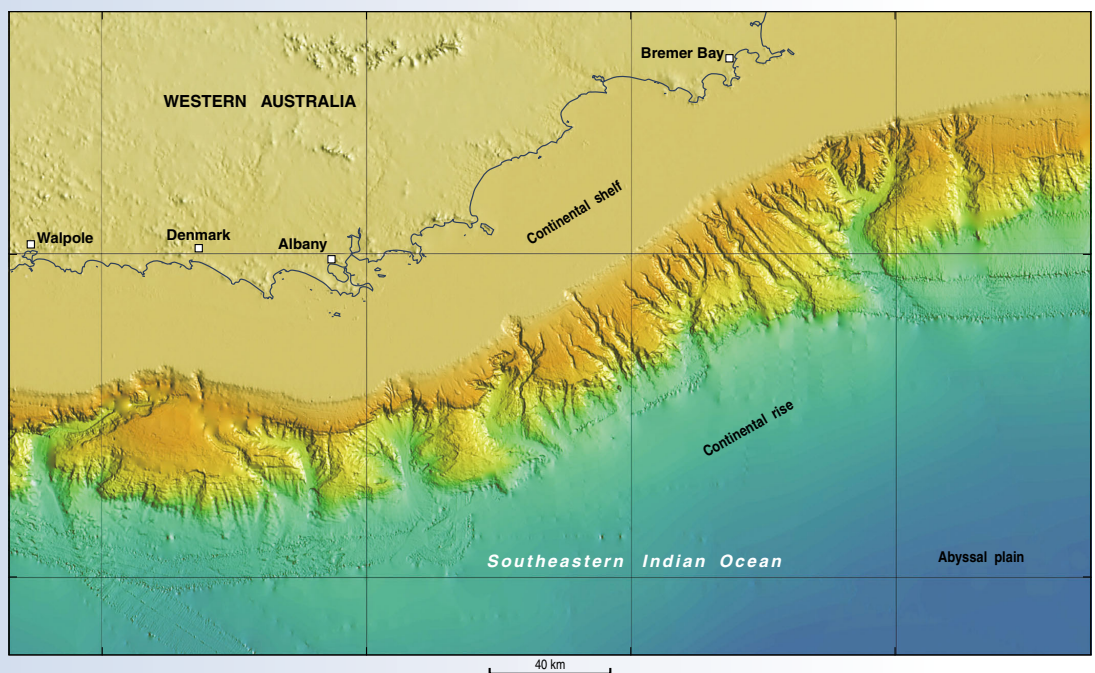 Bremer Bay
WESTERN AUSTRALIA
Continental shelf
Walpole
Denmark
Albany
Continental rise
Southeastern Indian Ocean
Abyssal plain
40 km